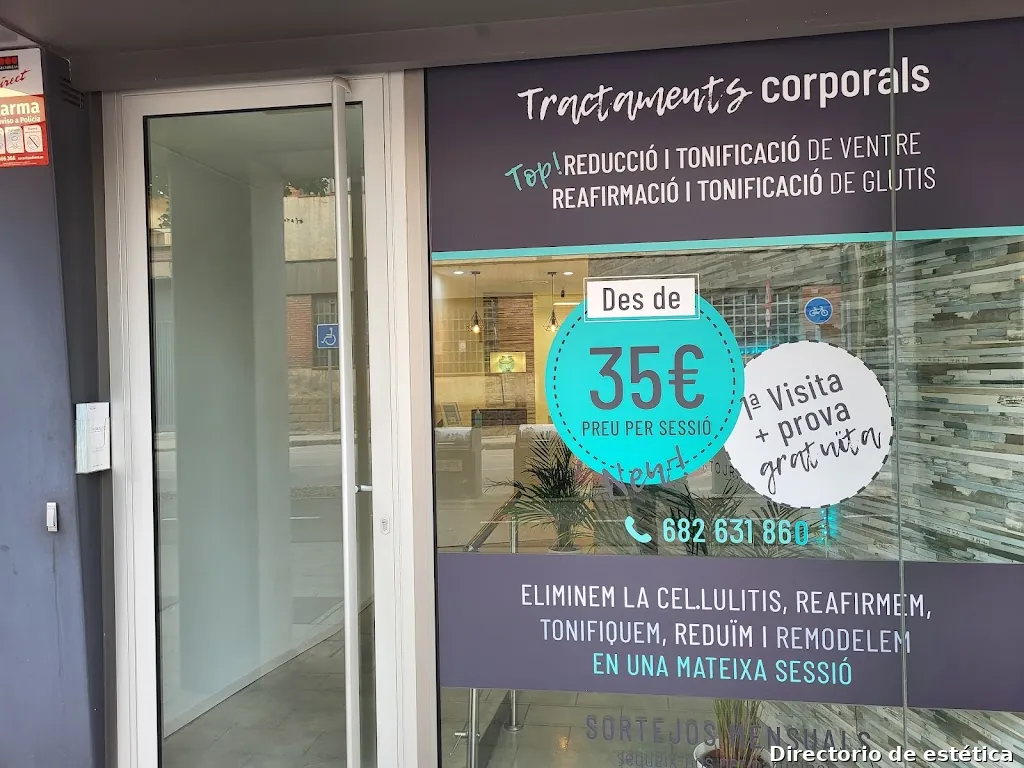 Tractaments corporals
Top! REDUCCIÓ I TONIFICACIÓ DE VENTRE
REAFIRMACIÓ I TONIFICACIÓ DE GLUTIS
Des de
35€
PREU PER SESSIÓ
1ª Visita
+ prova
gratuïta
682 631 860
ELIMINEM LA CEL·LULITIS, REAFIRMEM,
TONIFIQUEM, REDUÏM I REMODELEM
EN UNA MATEIXA SESSIÓ
SORTEJOS MENSUALS
Directorio de estética